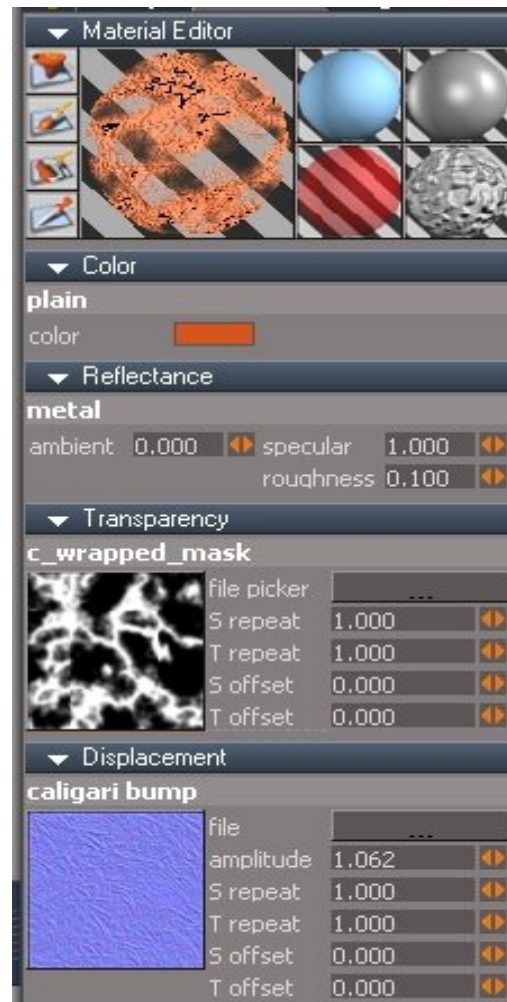 Material Editor
Color
plain
color
Reflectance
metal
ambient 0.000 specular 1.000
roughness 0.100
Transparency
c_wrapped_mask
file picker ...
S repeat 1.000
T repeat 1.000
S offset 0.000
T offset 0.000
Displacement
caligari bump
file ...
amplitude 1.062
S repeat 1.000
T repeat 1.000
S offset 0.000
T offset 0.000